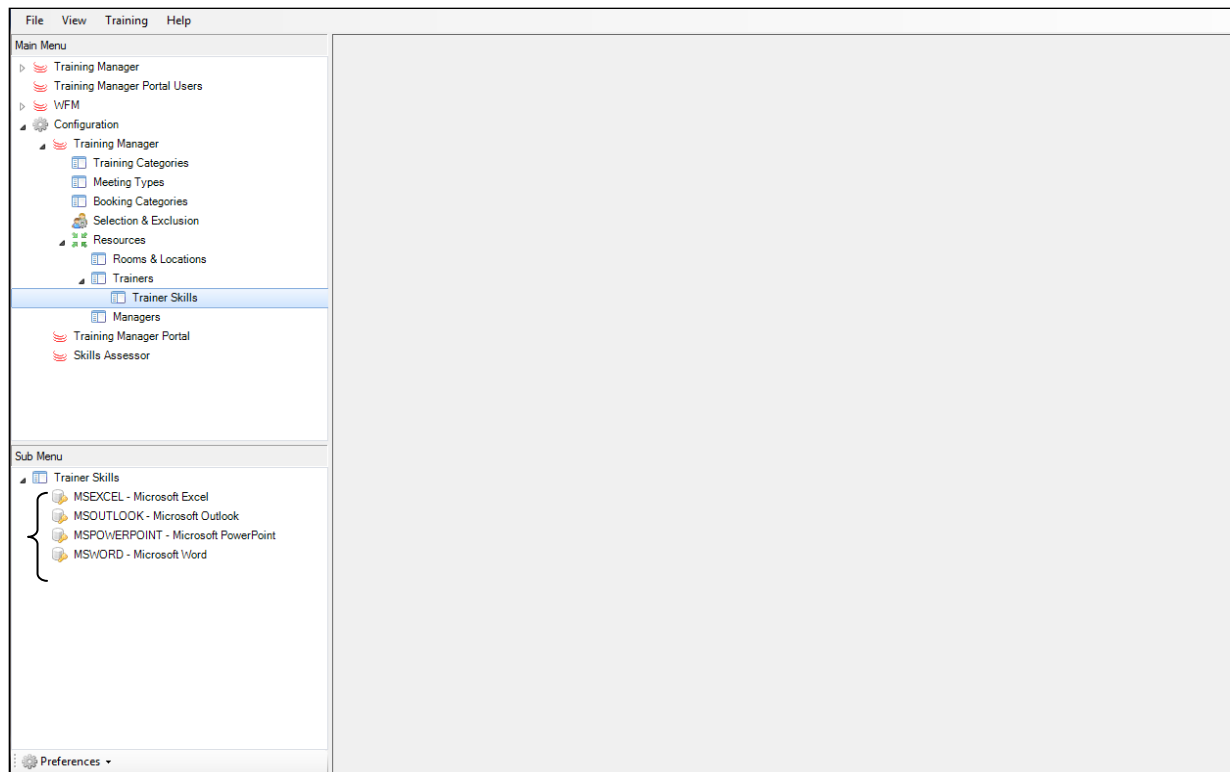 File View Training Help
Main Menu
Training Manager
Training Manager Portal Users
WFM
Configuration
Training Manager
Training Categories
Meeting Types
Booking Categories
Selection & Exclusion
Resources
Rooms & Locations
Trainers
Trainer Skills
Managers
Training Manager Portal
Skills Assessor
Sub Menu
Trainer Skills
MSEXCEL - Microsoft Excel
MSOUTLOOK - Microsoft Outlook
MSPOWERPOINT - Microsoft PowerPoint
MSWORD - Microsoft Word
Preferences